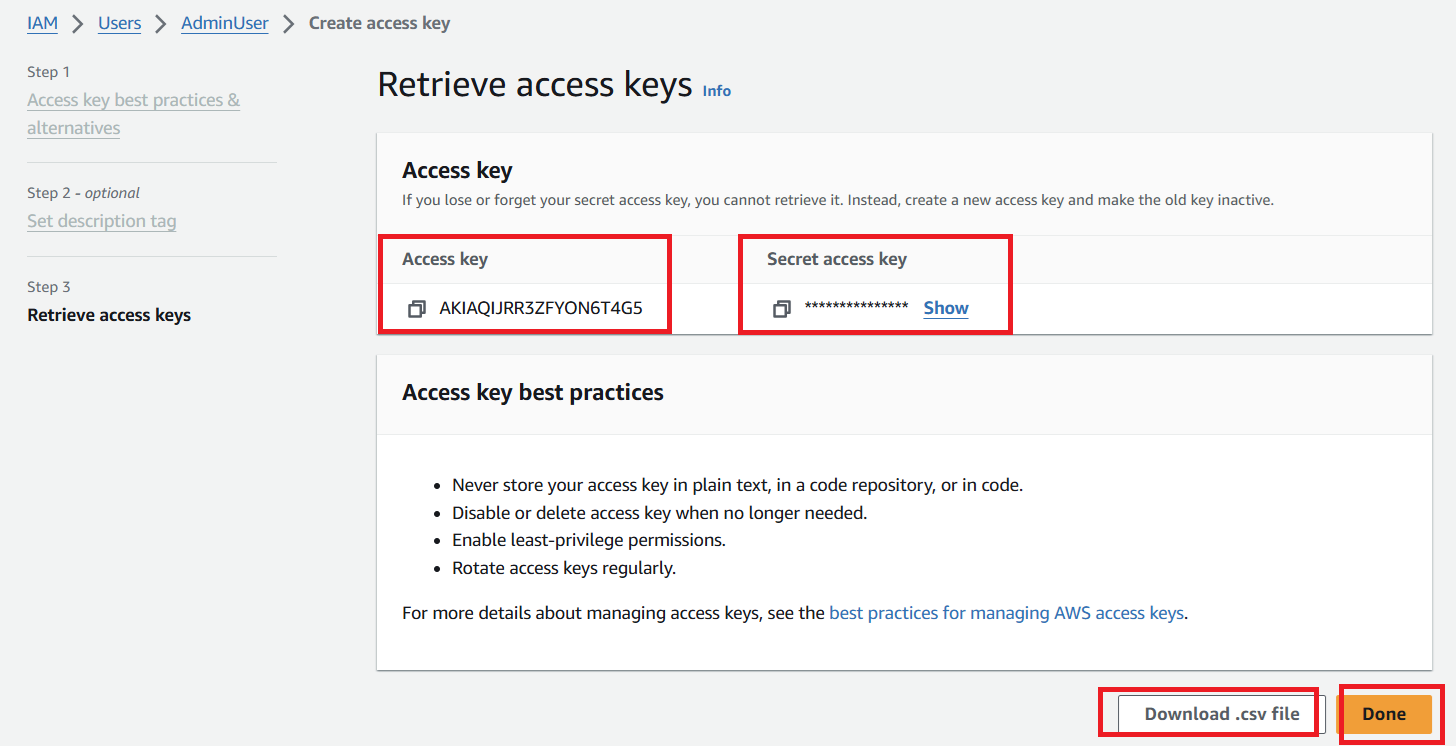 IAM > Users > AdminUser > Create access key
Step 1
Access key best practices &
alternatives
Step 2 - optional
Set description tag
Step 3
Retrieve access keys
Retrieve access keys Info
Access key
If you lose or forget your secret access key, you cannot retrieve it. Instead, create a new access key and make the old key inactive.
Access key
Secret access key
AKIAQIJRR3ZFYON6T4G5
*************** Show
Access key best practices
• Never store your access key in plain text, in a code repository, or in code.
• Disable or delete access key when no longer needed.
• Enable least-privilege permissions.
• Rotate access keys regularly.
For more details about managing access keys, see the best practices for managing AWS access keys.
Download .csv file
Done